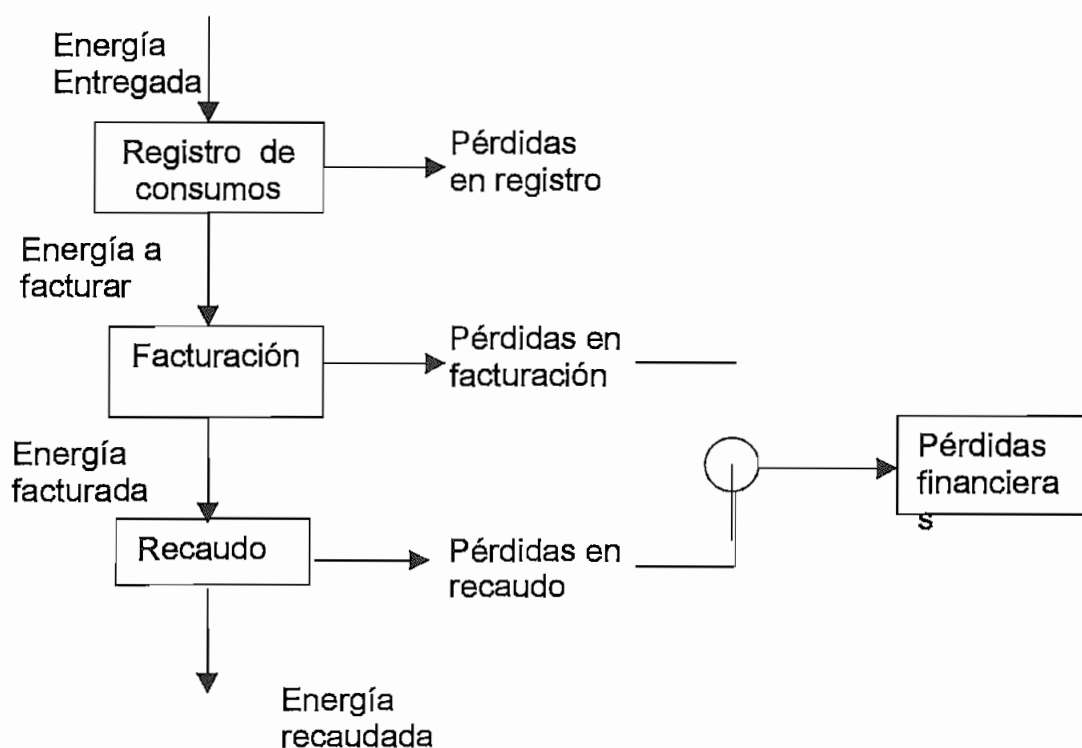 Energía
Entregada
Registro de
consumos
Pérdidas
en registro
Energía a
facturar
Facturación
Pérdidas en
facturación
Energía
facturada
Pérdidas
financiera
s
Recaudo
Pérdidas en
recaudo
Energía
recaudada